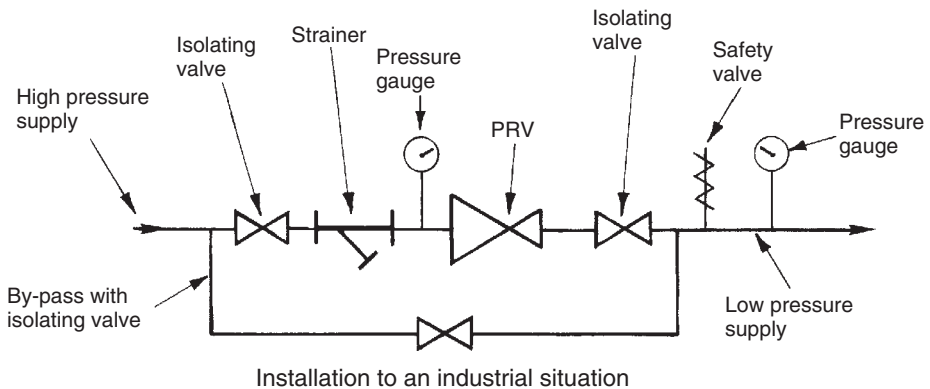 Isolating
valve
Strainer
Pressure
gauge
Isolating
valve
Safety
valve
High pressure
supply
PRV
Pressure
gauge
By-pass with
isolating valve
Low pressure
supply
Installation to an industrial situation